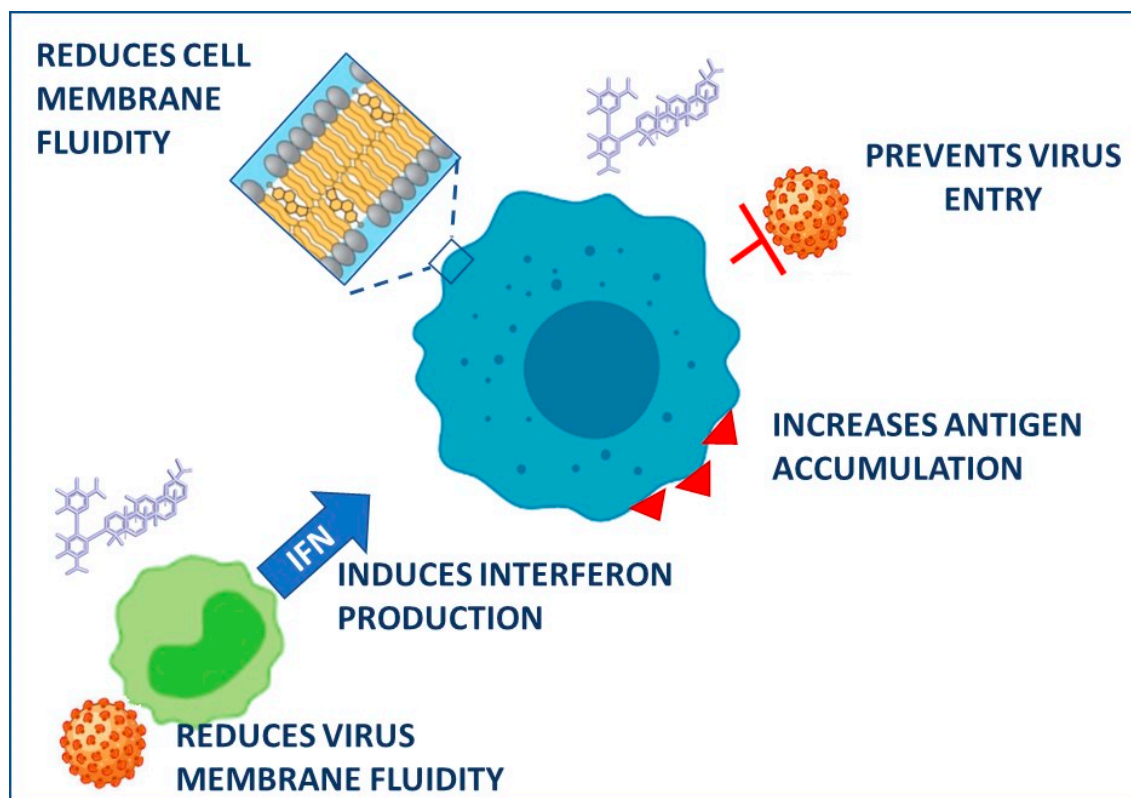 REDUCES CELL
MEMBRANE
FLUIDITY
PREVENTS VIRUS
ENTRY
INCREASES ANTIGEN
ACCUMULATION
IFN
INDUCES INTERFERON
PRODUCTION
REDUCES VIRUS
MEMBRANE FLUIDITY